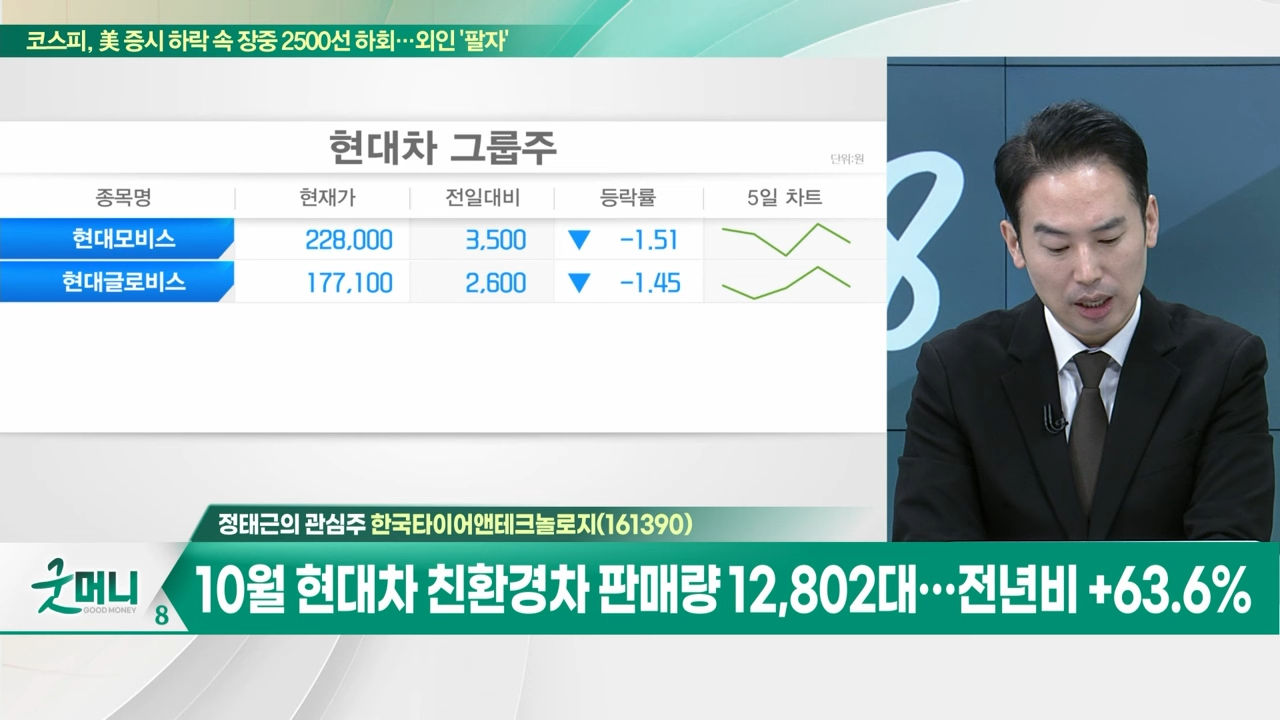 코스피, 美 증시 하락 속 장중 2500선 하회…외인 '팔자'
현대차 그룹주
단위:원
종목명 현재가 전일대비 등락률 5일 차트
현대모비스 228,000 3,500 ▼ -1.51
현대글로비스 177,100 2,600 ▼ -1.45
8
정태근의 관심주 한국타이어앤테크놀로지(161390)
굿머니
GOOD MONEY
8
10월 현대차 친환경차 판매량 12,802대…전년비 +63.6%